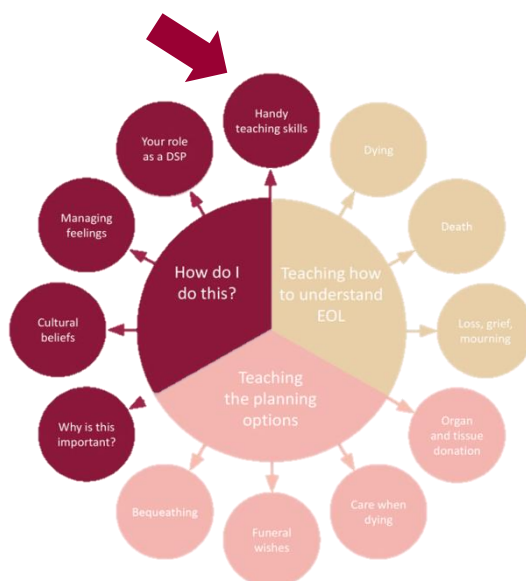 Handy
teaching skills
Your role
as a DSP
Dying
Managing
feelings
Death
How do I
do this?
Teaching how
to understand
EOL
Cultural
beliefs
Loss, grief,
mourning
Teaching
the planning
options
Why is this
important?
Organ
and tissue
donation
Bequeathing
Care when
dying
Funeral
wishes